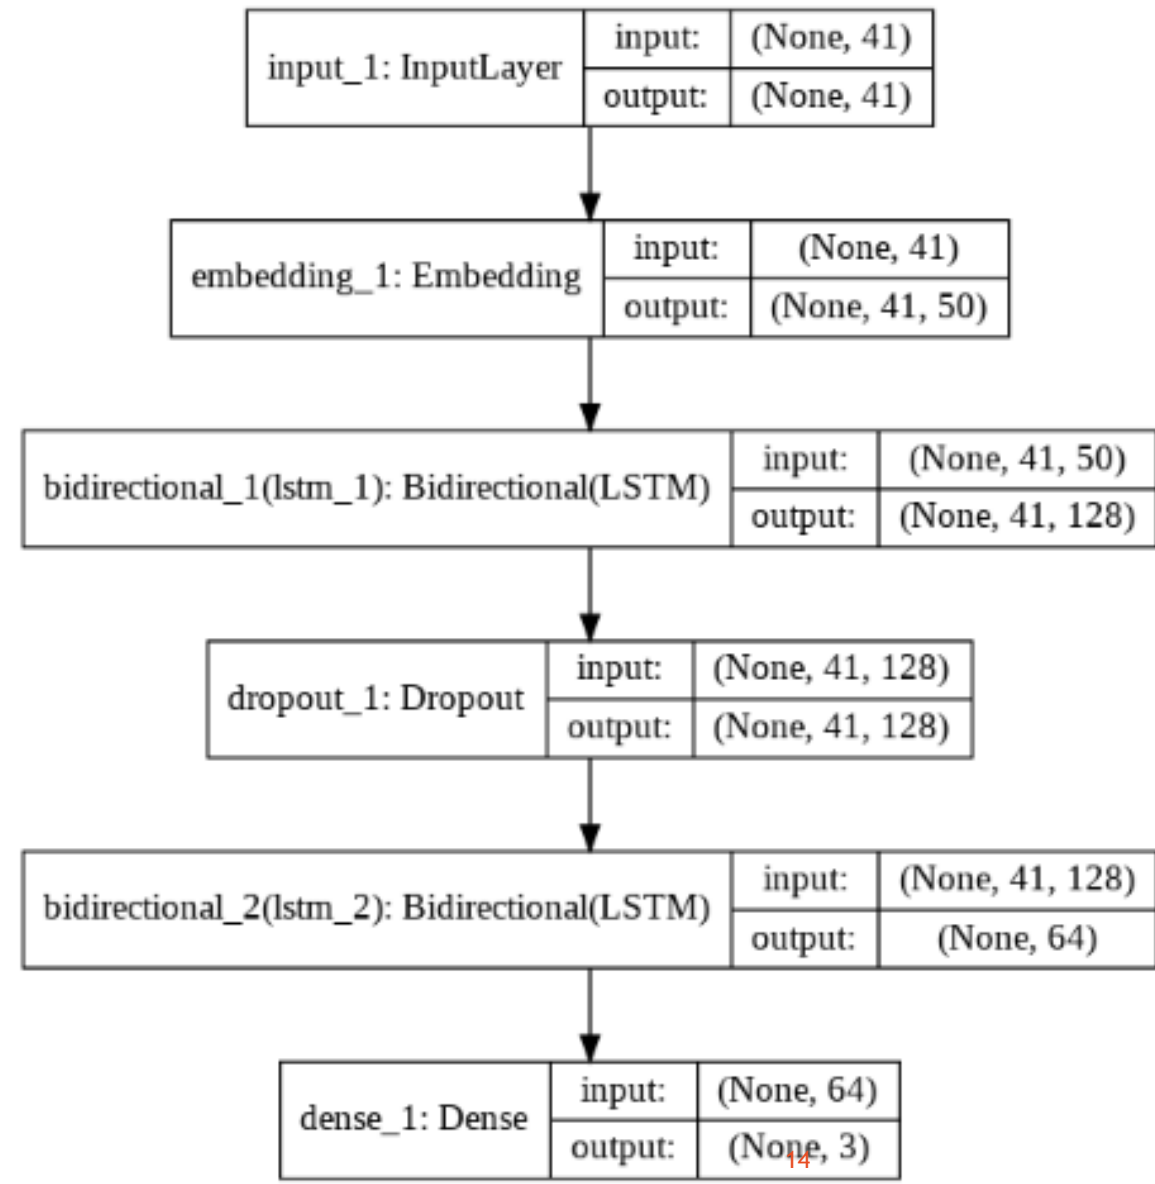 input_1: InputLayer
input: (None, 41)
output: (None, 41)
embedding_1: Embedding
input: (None, 41)
output: (None, 41, 50)
bidirectional_1(lstm_1): Bidirectional(LSTM)
input: (None, 41, 50)
output: (None, 41, 128)
dropout_1: Dropout
input: (None, 41, 128)
output: (None, 41, 128)
bidirectional_2(lstm_2): Bidirectional(LSTM)
input: (None, 41, 128)
output: (None, 64)
dense_1: Dense
input: (None, 64)
output: (None, 3)
14